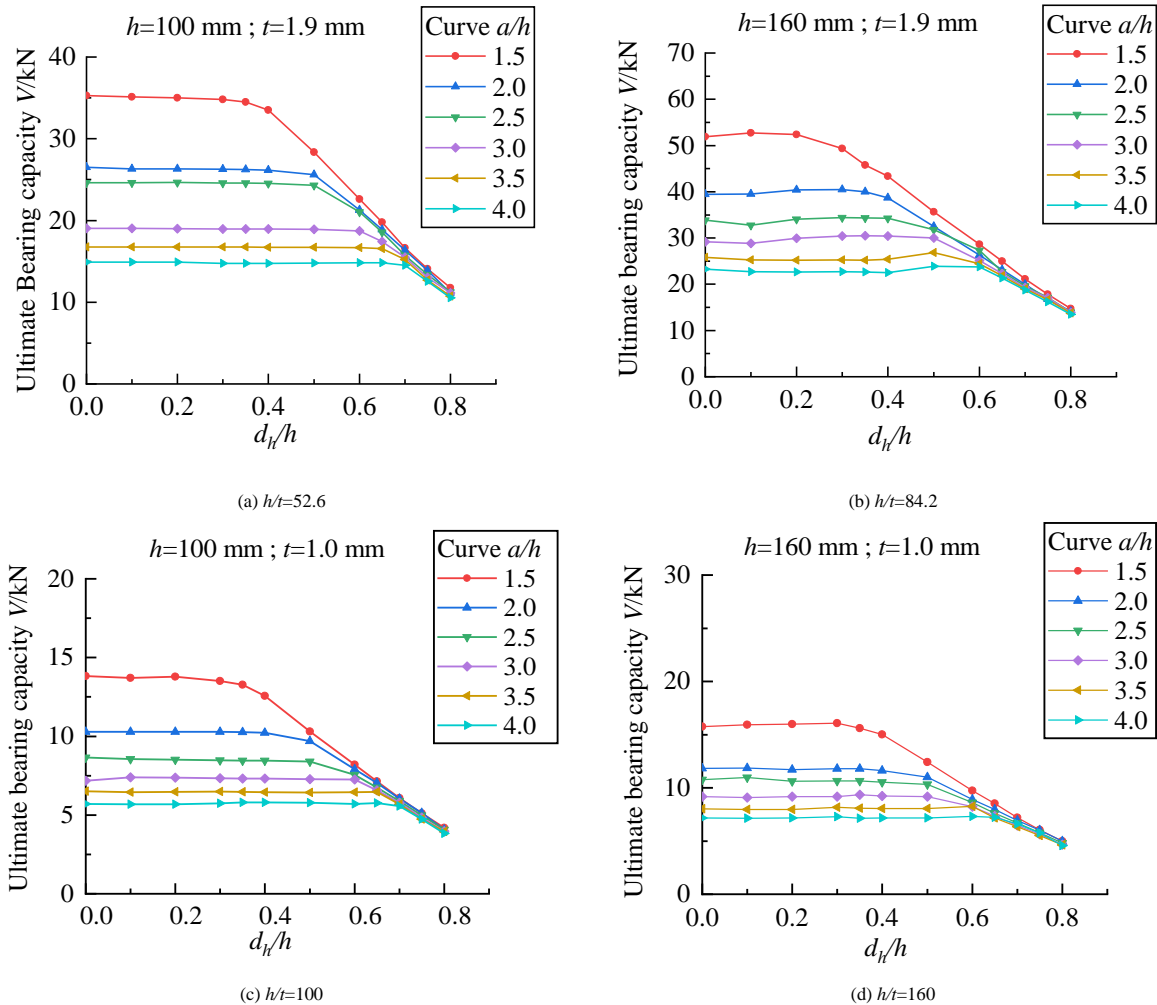 h=100 mm ; t=1.9 mm
Curve a/h
1.5
2.0
2.5
3.0
3.5
4.0
Ultimate Bearing capacity V/kN
40
30
20
10
0
0.0 0.2 0.4 0.6 0.8
d_h/h
(a) h/t=52.6
h=160 mm ; t=1.9 mm
Curve a/h
1.5
2.0
2.5
3.0
3.5
4.0
Ultimate bearing capacity V/kN
70
60
50
40
30
20
10
0
0.0 0.2 0.4 0.6 0.8
d_h/h
(b) h/t=84.2
h=100 mm ; t=1.0 mm
Curve a/h
1.5
2.0
2.5
3.0
3.5
4.0
Ultimate bearing capacity V/kN
20
15
10
5
0
0.0 0.2 0.4 0.6 0.8
d_h/h
(c) h/t=100
h=160 mm ; t=1.0 mm
Curve a/h
1.5
2.0
2.5
3.0
3.5
4.0
Ultimate bearing capacity V/kN
30
20
10
0
0.0 0.2 0.4 0.6 0.8
d_h/h
(d) h/t=160